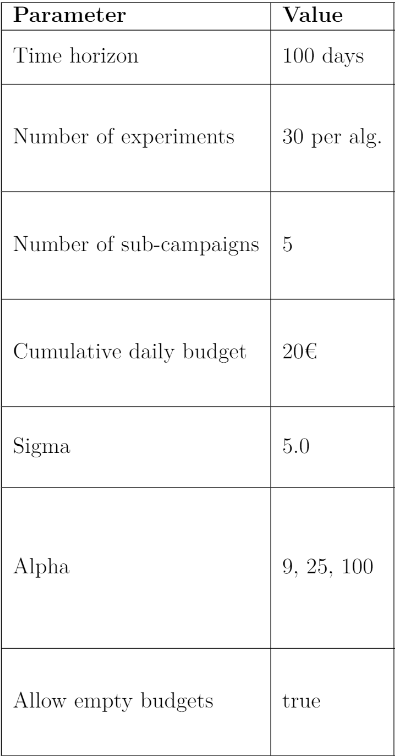 Parameter Value
Time horizon 100 days
Number of experiments 30 per alg.
Number of sub-campaigns 5
Cumulative daily budget 20€
Sigma 5.0
Alpha 9, 25, 100
Allow empty budgets true